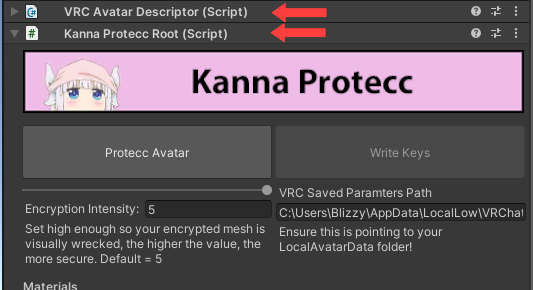 VRC Avatar Descriptor (Script)
Kanna Protecc Root (Script)
Kanna Protecc
Protecc Avatar
Write Keys
Encryption Intensity: 5
Set high enough so your encrypted mesh is
visually wrecked, the higher the value, the
more secure. Default = 5
VRC Saved Paramters Path
C:\Users\Blizzy\AppData\LocalLow\VRChat
Ensure this is pointing to your
LocalAvatarData folder!
Materials